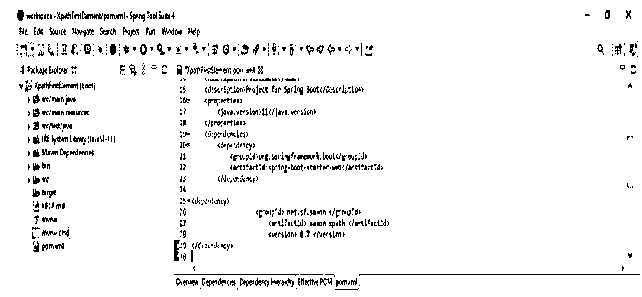 workspace - XpathFirstElement/pom.xml - Spring Tool Suite 4
File Edit Source Navigate Search Project Run Window Help
Package Explorer
XpathFirstElement/pom.xml
XpathFirstElement [boot]
src/main/java
src/main/resources
src/test/java
JRE System Library [JavaSE-11]
Maven Dependencies
bin
src
target
HELP.md
mvnw
mvnw.cmd
pom.xml
15 <description>Project for Spring Boot</description>
16 <properties>
17 <java.version>11</java.version>
18 </properties>
19 <dependencies>
20 <dependency>
21 <groupId>org.springframework.boot</groupId>
22 <artifactId>spring-boot-starter-web</artifactId>
23 </dependency>
24
25 <dependency>
26 <groupId> net.sf.saxon </groupId>
27 <artifactId> saxon-xpath </artifactId>
28 <version> 8.7 </version>
29 </dependency>
30
Overview Dependencies Dependency Hierarchy Effective POM pom.xml